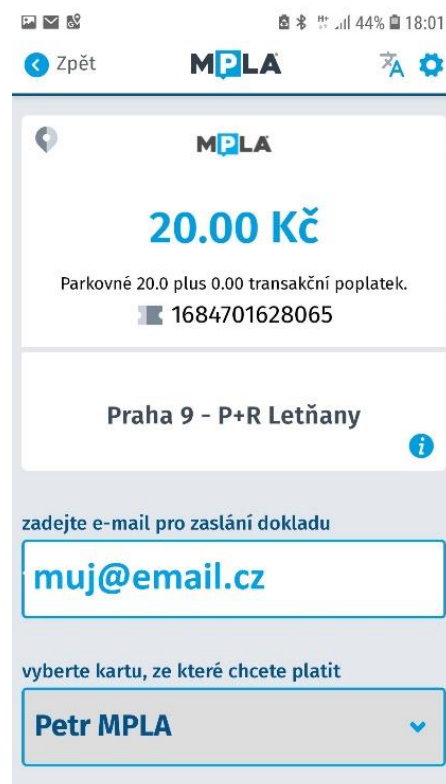 44% 18:01
Zpět MPLA
MPLA
20.00 Kč
Parkovné 20.0 plus 0.00 transakční poplatek.
1684701628065
Praha 9 - P+R Letňany
zadejte e-mail pro zaslání dokladu
muj@email.cz
vyberte kartu, ze které chcete platit
Petr MPLA